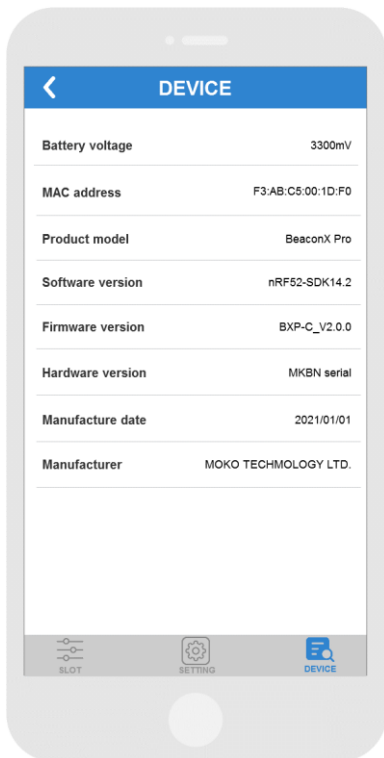 DEVICE
Battery voltage 3300mV
MAC address F3:AB:C5:00:1D:F0
Product model BeaconX Pro
Software version nRF52-SDK14.2
Firmware version BXP-C_V2.0.0
Hardware version MKBN serial
Manufacture date 2021/01/01
Manufacturer MOKO TECHMOLOGY LTD.
SLOT SETTING DEVICE